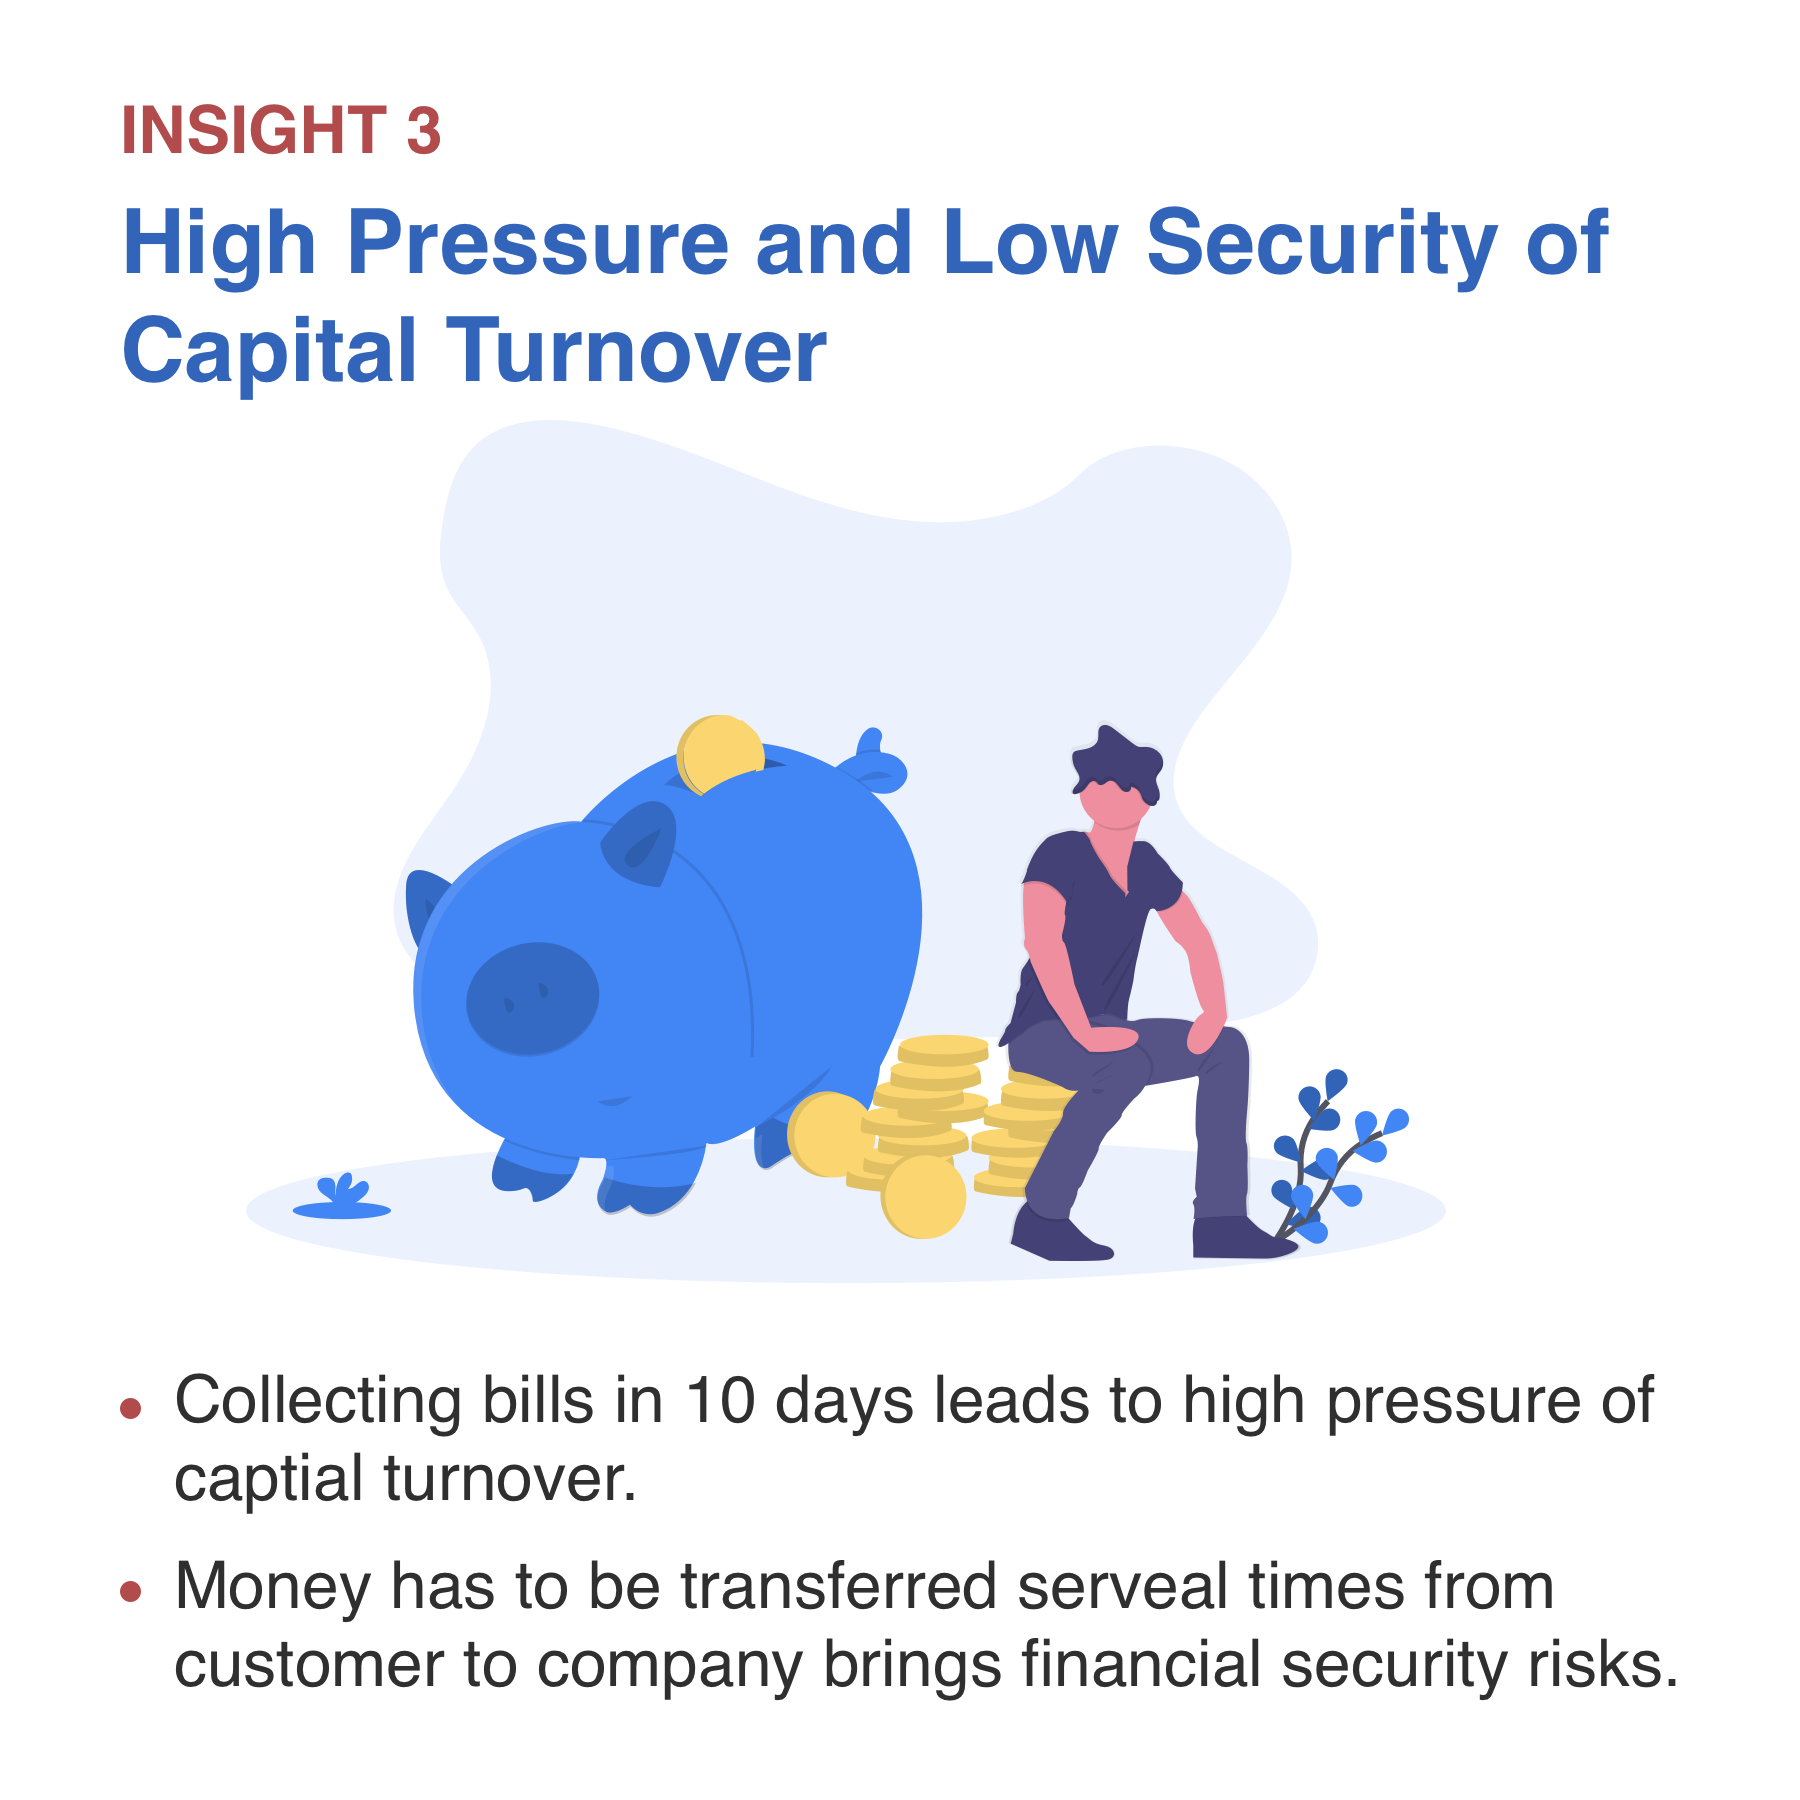 INSIGHT 3
High Pressure and Low Security of
Capital Turnover
• Collecting bills in 10 days leads to high pressure of
captial turnover.
• Money has to be transferred serveal times from
customer to company brings financial security risks.